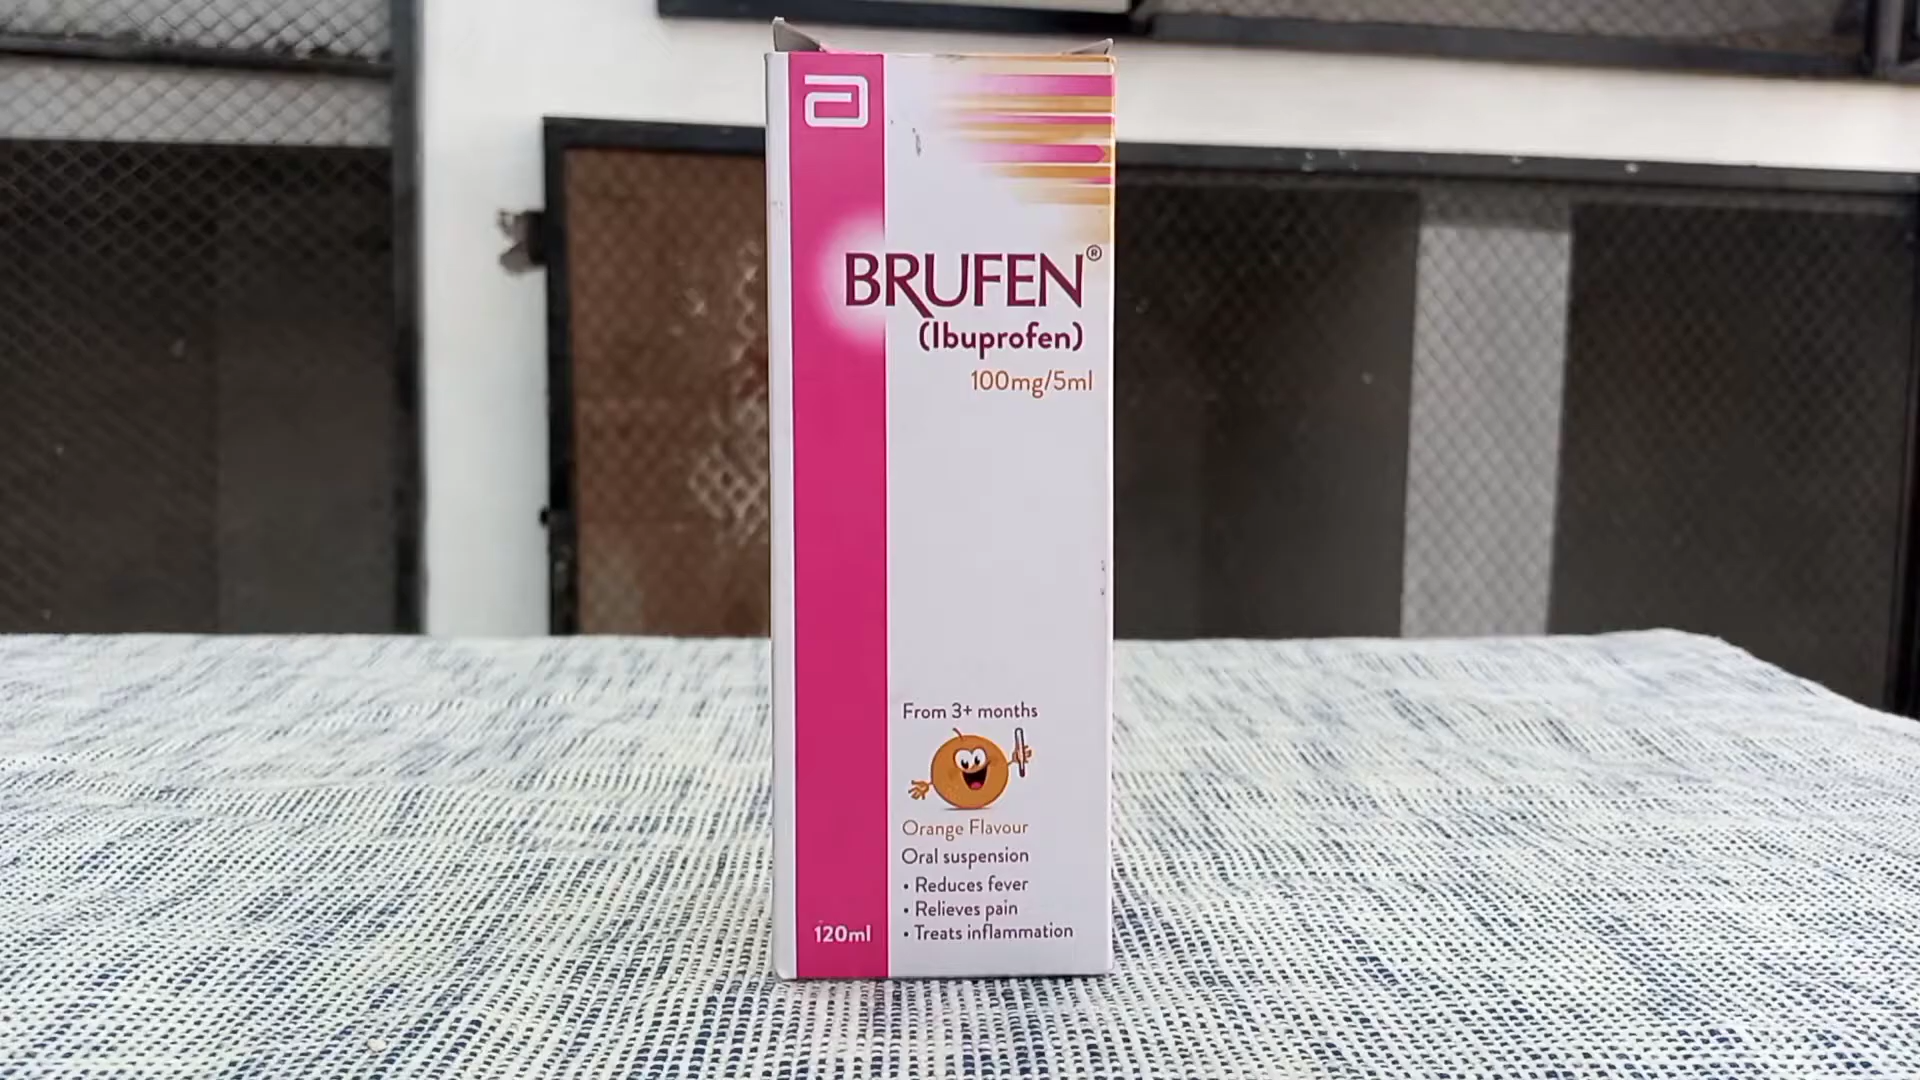 BRUFEN®
(Ibuprofen)
100mg/5ml
From 3+ months
Orange Flavour
Oral suspension
• Reduces fever
• Relieves pain
• Treats inflammation
120ml